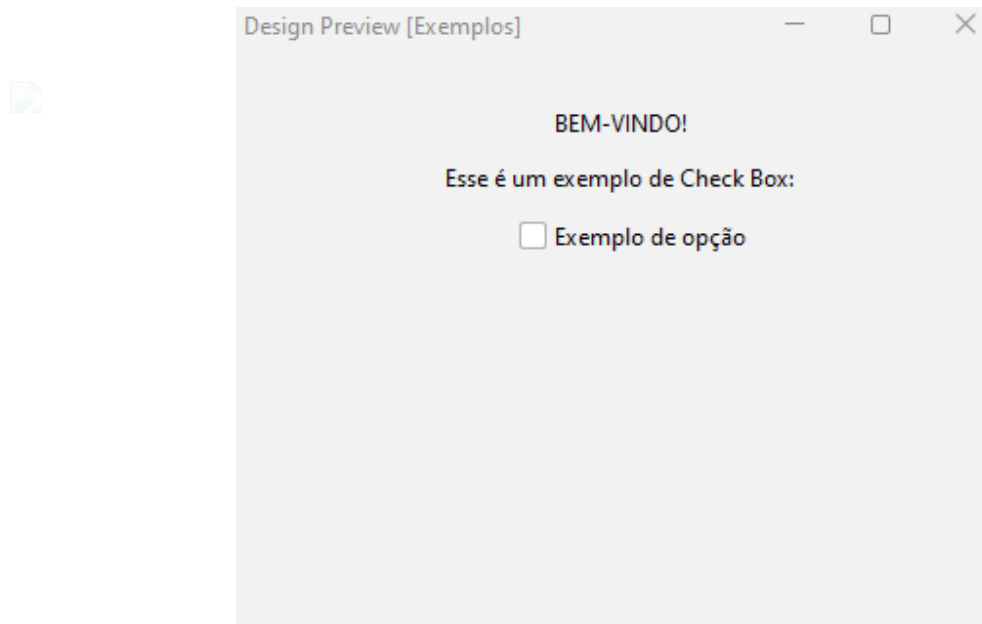 Design Preview [Exemplos]
BEM-VINDO!
Esse é um exemplo de Check Box:
Exemplo de opção